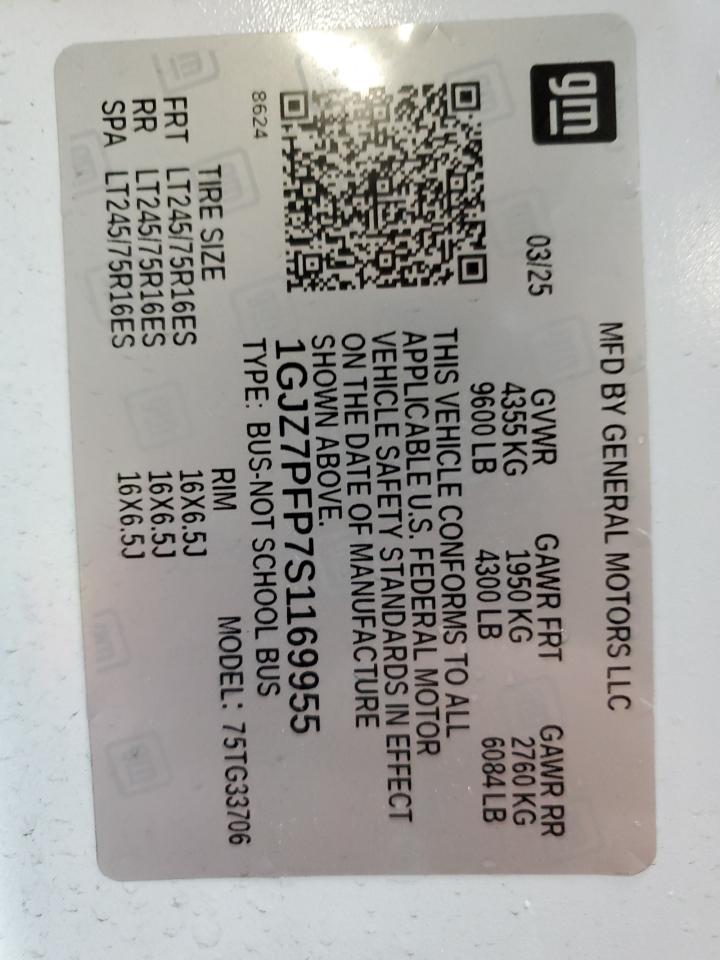 gm
MFD BY GENERAL MOTORS LLC
03/25
GVWR GAWR FRT GAWR RR
4355 KG 1950 KG 2760 KG
9600 LB 4300 LB 6084 LB
THIS VEHICLE CONFORMS TO ALL
APPLICABLE U.S. FEDERAL MOTOR
VEHICLE SAFETY STANDARDS IN EFFECT
ON THE DATE OF MANUFACTURE
SHOWN ABOVE.
1GJZ7PFP7S1169955
TYPE: BUS-NOT SCHOOL BUS
8624
MODEL: 75TG33706
TIRE SIZE RIM
FRT LT245/75R16ES 16X6.5J
RR LT245/75R16ES 16X6.5J
SPA LT245/75R16ES 16X6.5J